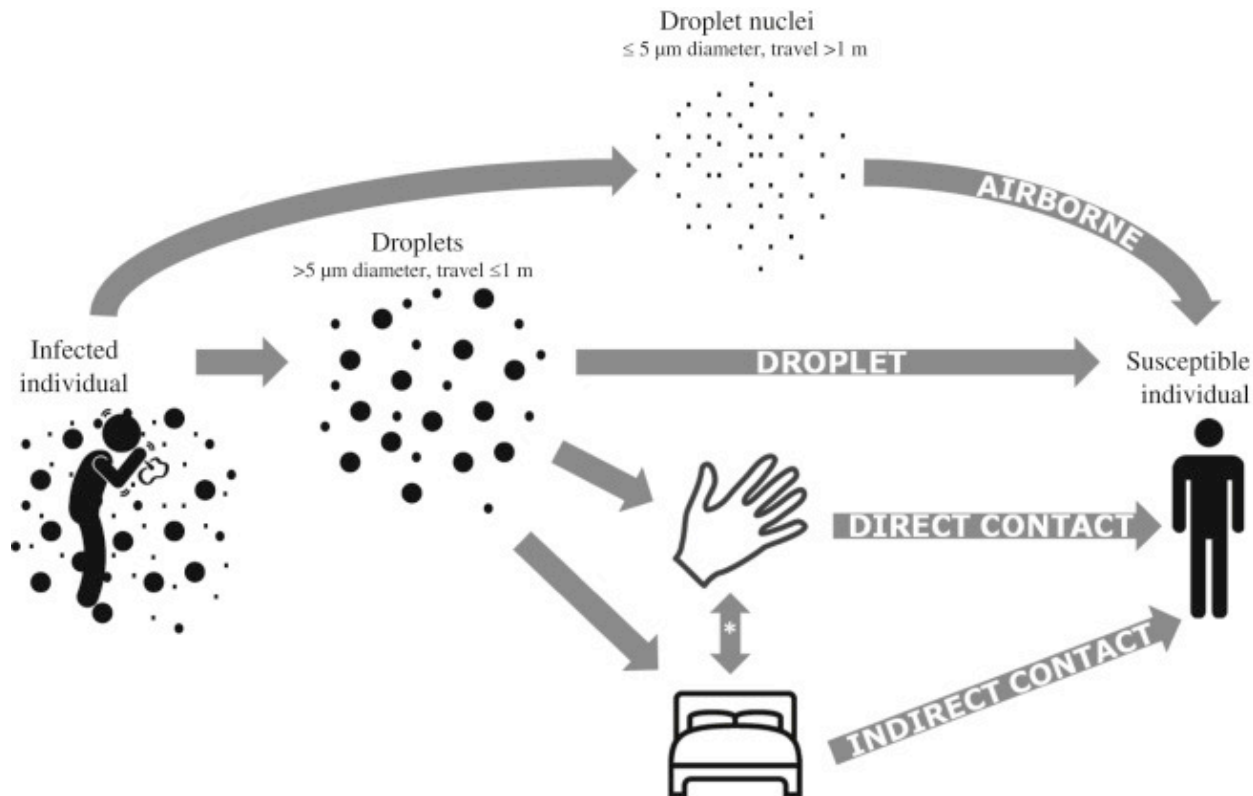 Droplet nuclei
≤ 5 μm diameter, travel >1 m
AIRBORNE
Droplets
>5 μm diameter, travel ≤1 m
Infected
individual
DROPLET
Susceptible
individual
DIRECT CONTACT
*
INDIRECT CONTACT